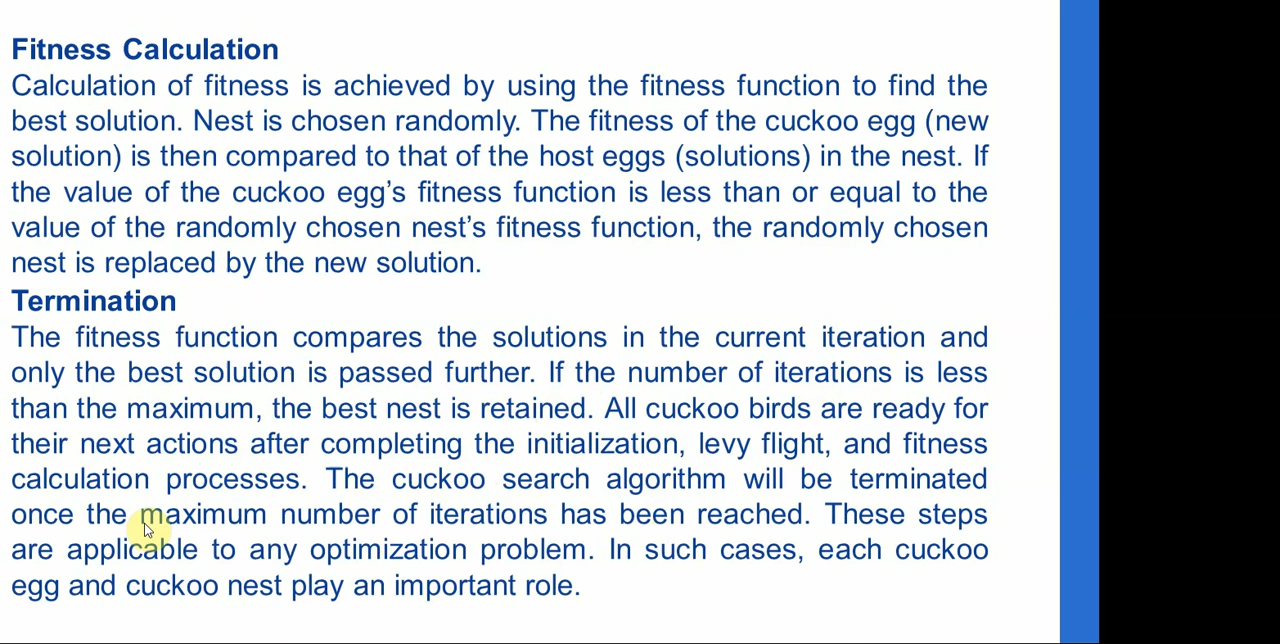 Fitness Calculation
Calculation of fitness is achieved by using the fitness function to find the
best solution. Nest is chosen randomly. The fitness of the cuckoo egg (new
solution) is then compared to that of the host eggs (solutions) in the nest. If
the value of the cuckoo egg’s fitness function is less than or equal to the
value of the randomly chosen nest’s fitness function, the randomly chosen
nest is replaced by the new solution.
Termination
The fitness function compares the solutions in the current iteration and
only the best solution is passed further. If the number of iterations is less
than the maximum, the best nest is retained. All cuckoo birds are ready for
their next actions after completing the initialization, levy flight, and fitness
calculation processes. The cuckoo search algorithm will be terminated
once the maximum number of iterations has been reached. These steps
are applicable to any optimization problem. In such cases, each cuckoo
egg and cuckoo nest play an important role.